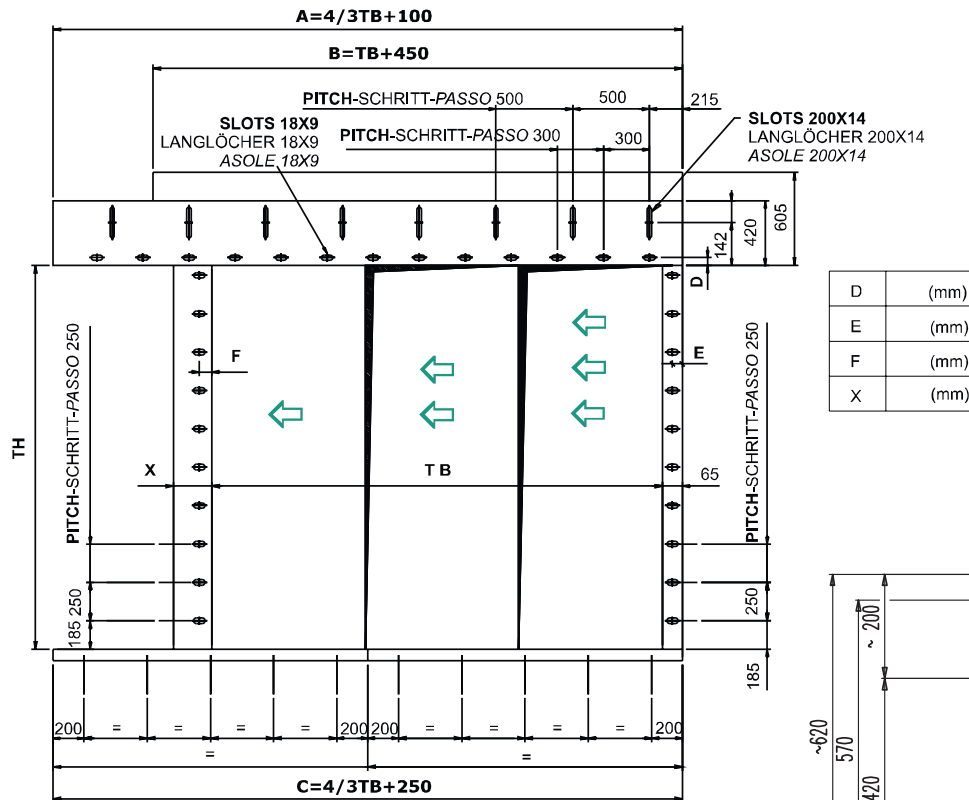 A=4/3TB+100
B=TB+450
PITCH-SCHRITT-PASSO 500
500
215
SLOTS 18X9
LANGLÖCHER 18X9
ASOLE 18X9
PITCH-SCHRITT-PASSO 300
300
SLOTS 200X14
LANGLÖCHER 200X14
ASOLE 200X14
142
420
605
D
D (mm)
E (mm)
F (mm)
X (mm)
PITCH-SCHRITT-PASSO 250
F
E
PITCH-SCHRITT-PASSO 250
TH
X
T B
65
185 250
250
185
~ 200
~620
570
420
200 = = = 200 200 = = = 200
= =
C=4/3TB+250